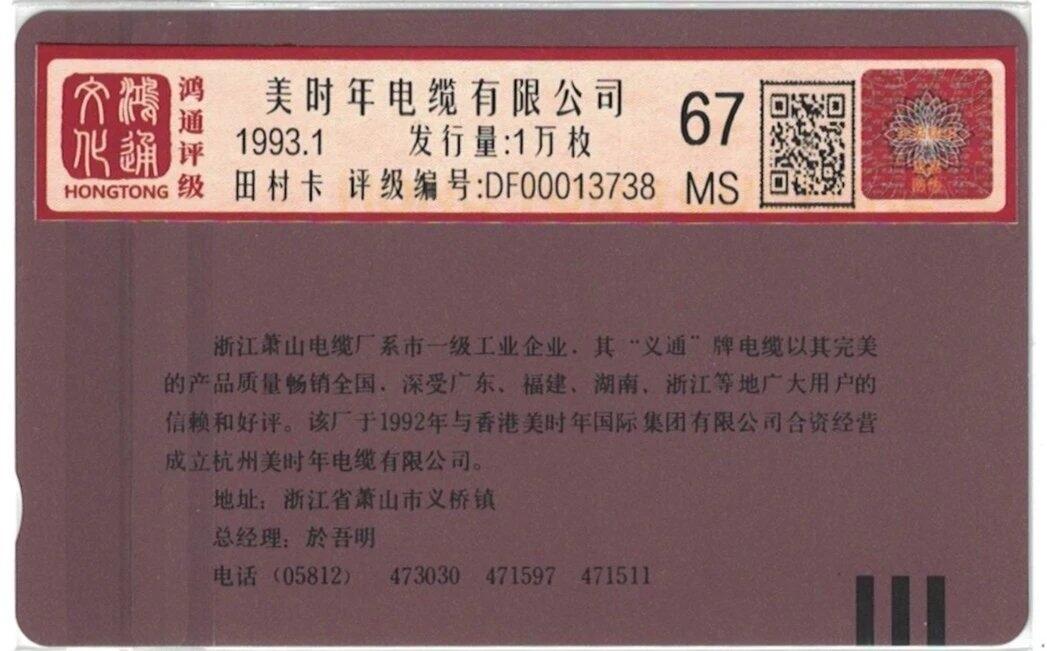 文鸿
化通
HONGTONG
鸿通评级
美时年电缆有限公司
1993.1 发行量:1万枚
田村卡 评级编号:DF00013738
67
MS
浙江萧山电缆厂系市一级工业企业．其“义通”牌电缆以其完美
的产品质量畅销全国．深受广东、福建、湖南、浙江等地广大用户的
信赖和好评。该厂于1992年与香港美时年国际集团有限公司合资经营
成立杭州美时年电缆有限公司。
地址：浙江省萧山市义桥镇
总经理：於吾明
电话（05812） 473030 471597 471511